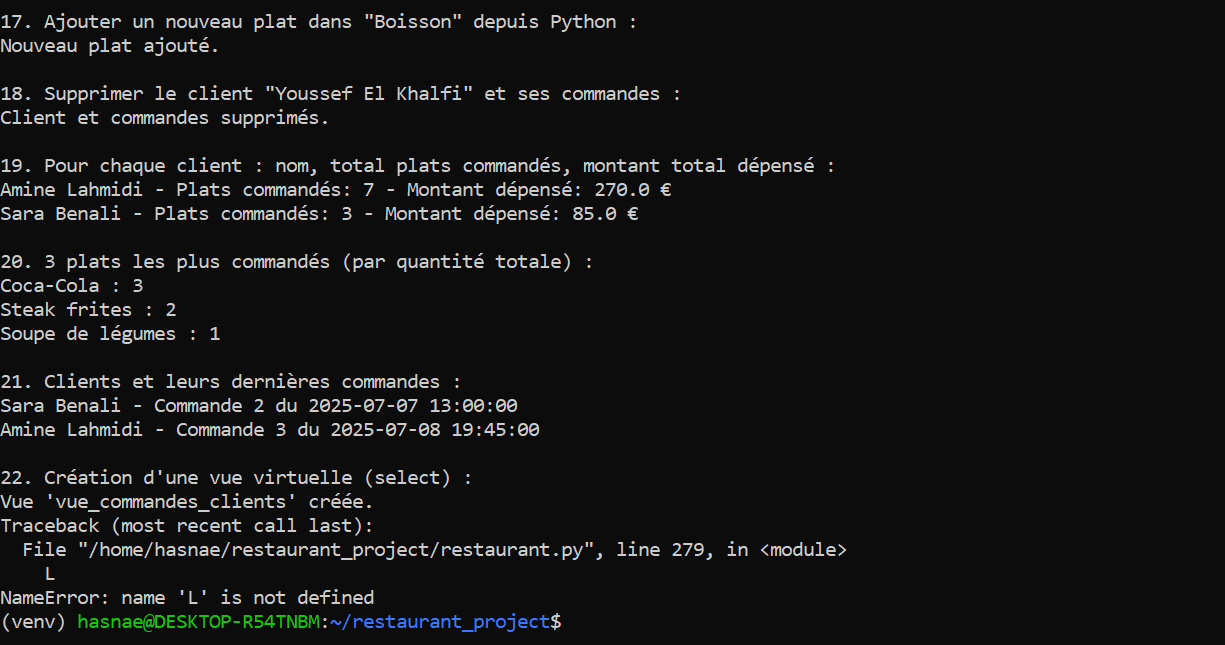 17. Ajouter un nouveau plat dans "Boisson" depuis Python :
Nouveau plat ajouté.
18. Supprimer le client "Youssef El Khalfi" et ses commandes :
Client et commandes supprimés.
19. Pour chaque client : nom, total plats commandés, montant total dépensé :
Amine Lahmidi - Plats commandés: 7 - Montant dépensé: 270.0 €
Sara Benali - Plats commandés: 3 - Montant dépensé: 85.0 €
20. 3 plats les plus commandés (par quantité totale) :
Coca-Cola : 3
Steak frites : 2
Soupe de légumes : 1
21. Clients et leurs dernières commandes :
Sara Benali - Commande 2 du 2025-07-07 13:00:00
Amine Lahmidi - Commande 3 du 2025-07-08 19:45:00
22. Création d'une vue virtuelle (select) :
Vue 'vue_commandes_clients' créée.
Traceback (most recent call last):
  File "/home/hasnae/restaurant_project/restaurant.py", line 279, in <module>
    L
NameError: name 'L' is not defined
(venv) hasnae@DESKTOP-R54TNBM:~/restaurant_project$